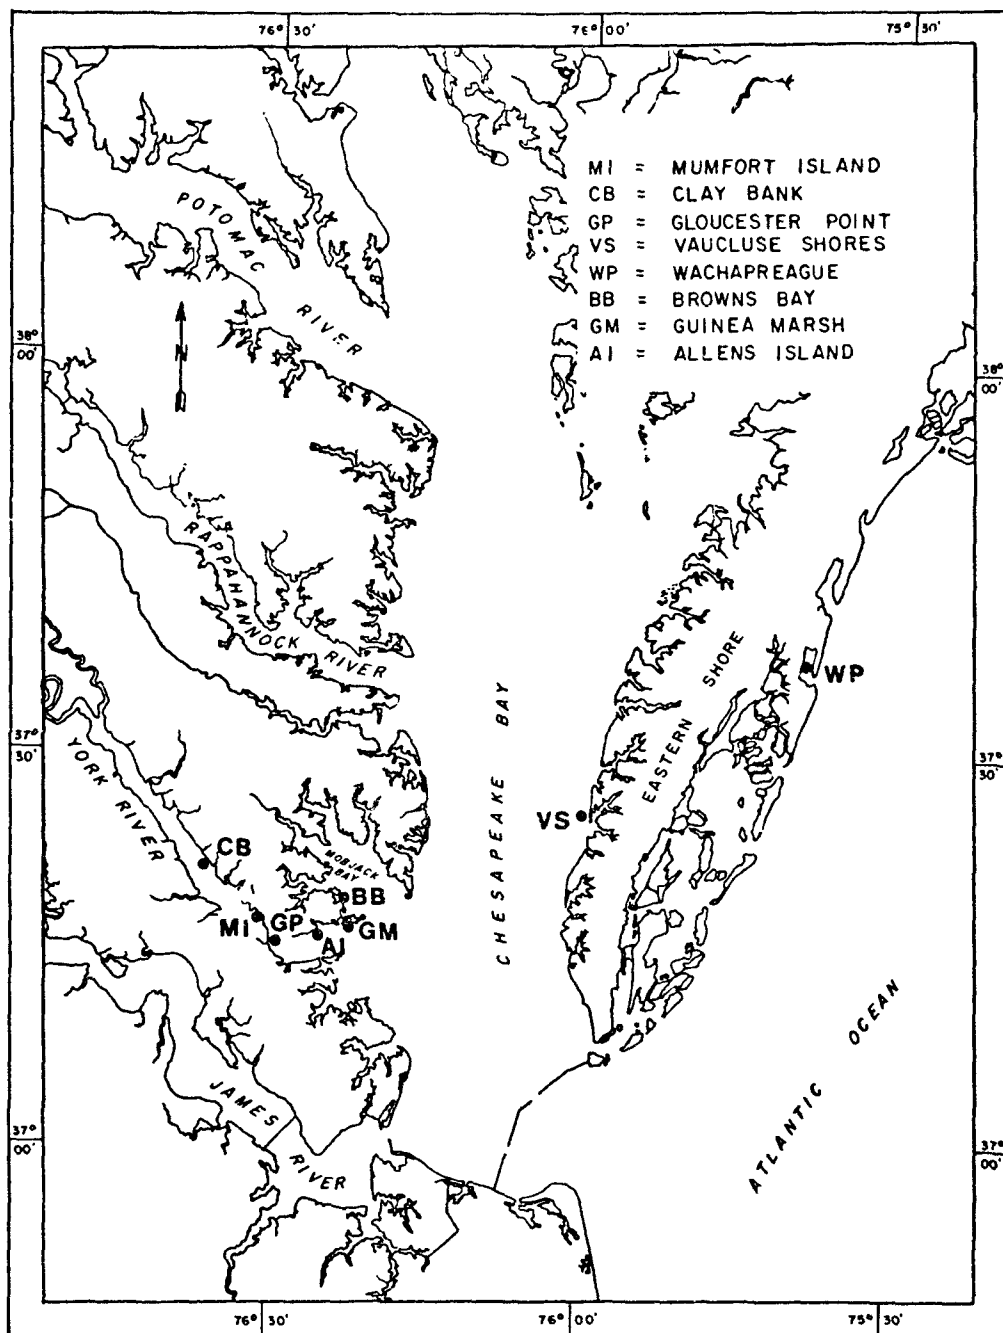 76° 30'
76° 00'
75° 30'
MI = MUMFORT ISLAND
CB = CLAY BANK
GP = GLOUCESTER POINT
VS = VAUCLUSE SHORES
WP = WACHAPREAGUE
BB = BROWNS BAY
GM = GUINEA MARSH
AI = ALLENS ISLAND
POTOMAC
RIVER
N
38°
00'
38°
00'
RAPPAHANNOCK RIVER
CHESAPEAKE BAY
EASTERN SHORE
WP
37°
30'
37°
30'
YORK RIVER
VS
CB
MOBJACK
BAY
BB
MI
GP
AI
GM
ATLANTIC OCEAN
JAMES
RIVER
37°
00'
37°
00'
76° 30'
76° 00'
75° 30'